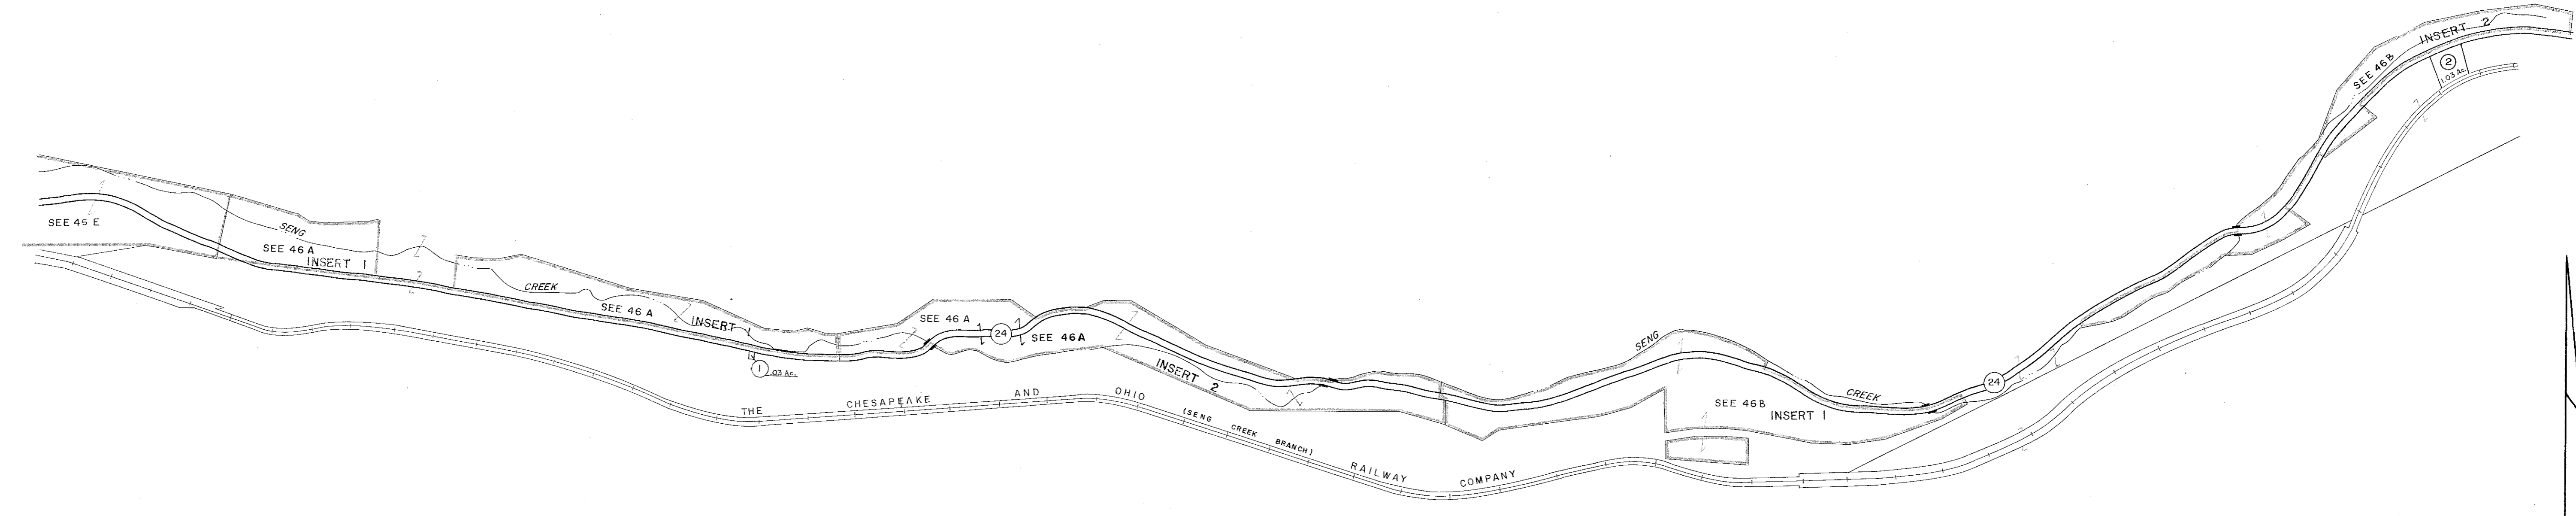 SEE 45 E
SENG
SEE 46 A
INSERT 1
CREEK
SEE 46 A
INSERT 1
1
.03 Ac.
SEE 46 A
24
SEE 46A
INSERT 2
THE CHESAPEAKE AND OHIO
(SENG CREEK BRANCH)
RAILWAY COMPANY
SENG
SEE 46B
INSERT 1
CREEK
24
SEE 46B
INSERT 2
2
1.03 Ac.